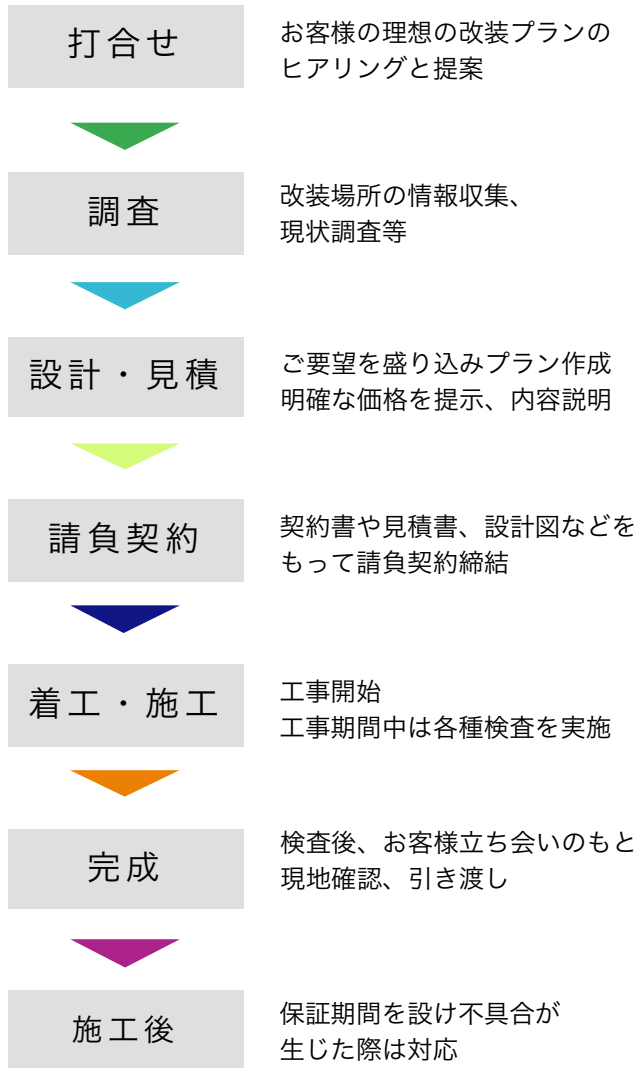 打合せ
お客様の理想の改装プランの
ヒアリングと提案
調査
改装場所の情報収集、
現状調査等
設計・見積
ご要望を盛り込みプラン作成
明確な価格を提示、内容説明
請負契約
契約書や見積書、設計図などを
もって請負契約締結
着工・施工
工事開始
工事期間中は各種検査を実施
完成
検査後、お客様立ち会いのもと
現地確認、引き渡し
施工後
保証期間を設け不具合が
生じた際は対応